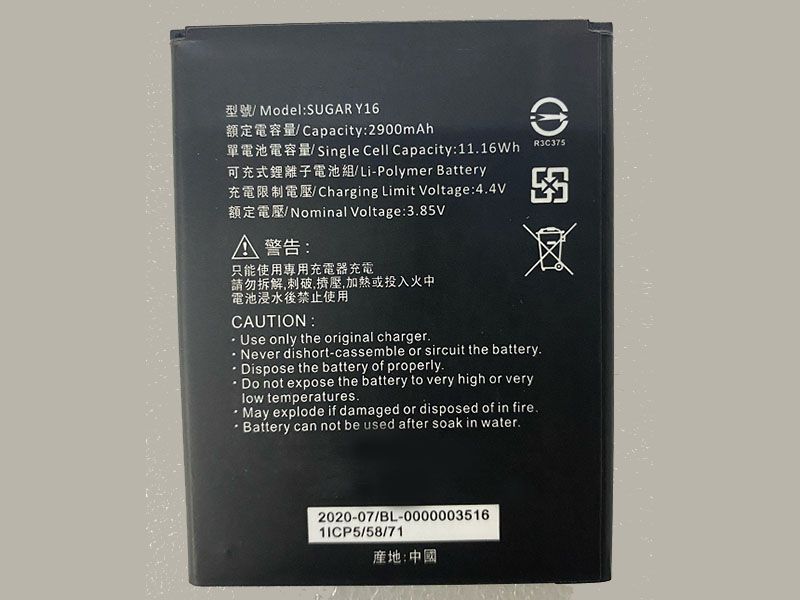 型號/ Model:SUGAR Y16
額定電容量/ Capacity:2900mAh
單電池電容量/ Single Cell Capacity:11.16Wh
可充式鋰離子電池組/ Li-Polymer Battery
充電限制電壓/ Charging Limit Voltage:4.4V
額定電壓/ Nominal Voltage:3.85V
R3C375
警告:
只能使用專用充電器充電
請勿拆解,刺破,擠壓,加熱或投入火中
電池浸水後禁止使用
CAUTION:
· Use only the original charger.
· Never dishort-cassemble or sircuit the battery.
· Dispose the battery of properly.
· Do not expose the battery to very high or very
low temperatures.
· May explode if damaged or disposed of in fire.
· Battery can not be used after soak in water.
2020-07/BL-0000003516
1ICP5/58/71
產地:中國